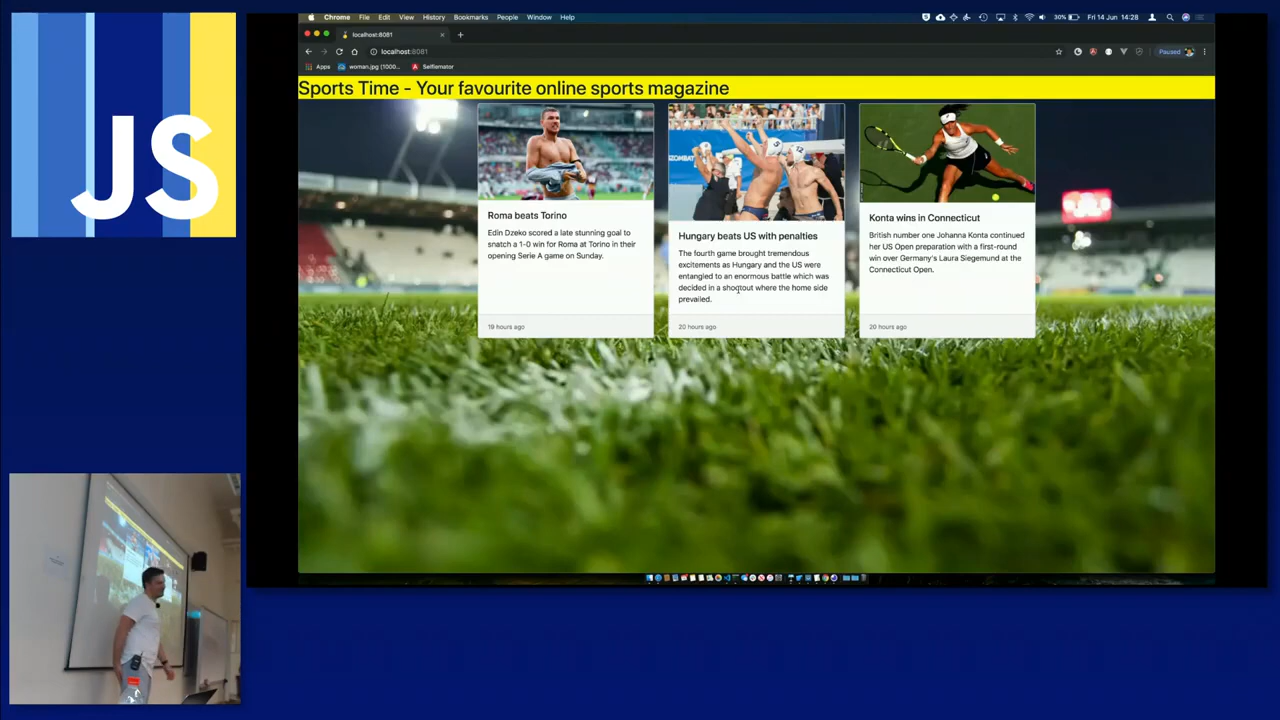 JS
Chrome File Edit View History Bookmarks People Window Help
30% Fri 14 Jun 14:28
localhost:8081
localhost:8081
Paused
Apps woman.jpg (1000... Selfiemator
Sports Time - Your favourite online sports magazine
Roma beats Torino
Edin Dzeko scored a late stunning goal to
snatch a 1-0 win for Roma at Torino in their
opening Serie A game on Sunday.
19 hours ago
Hungary beats US with penalties
The fourth game brought tremendous
excitements as Hungary and the US were
entangled to an enormous battle which was
decided in a shootout where the home side
prevailed.
20 hours ago
Konta wins in Connecticut
British number one Johanna Konta continued
her US Open preparation with a first-round
win over Germany's Laura Siegemund at the
Connecticut Open.
20 hours ago